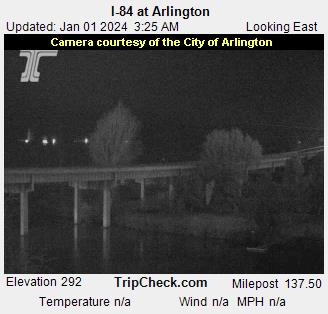 I-84 at Arlington
Updated: Jan 01 2024 3:25 AM Looking East
Camera courtesy of the City of Arlington
Elevation 292 TripCheck.com Milepost 137.50
Temperature n/a Wind n/a MPH n/a